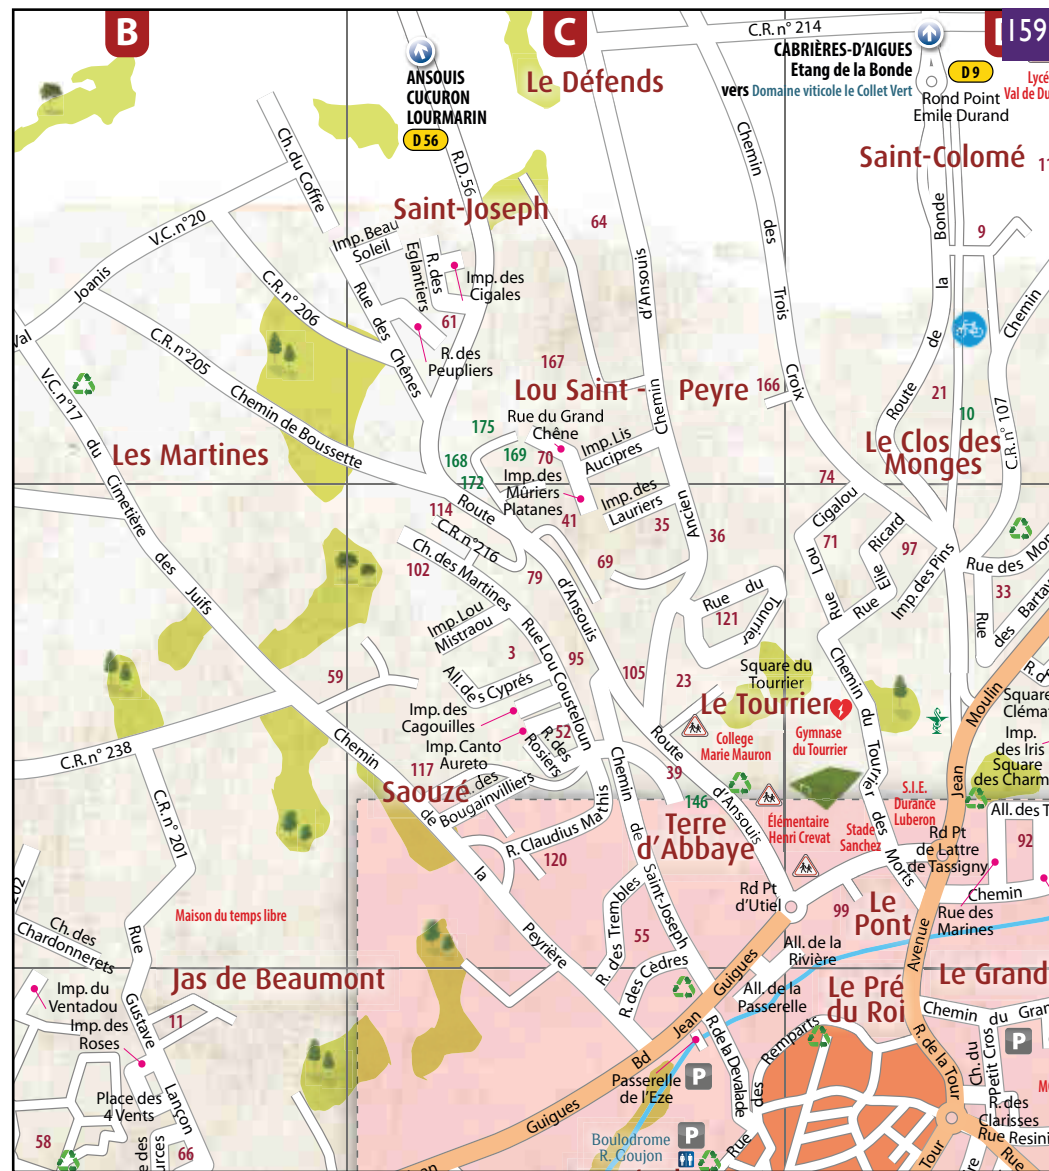 B
C
159
C.R. n° 214
ANSOUIS
CUCURON
LOURMARIN
D 56
Le Défends
CABRIÈRES-D'AIGUES
Etang de la Bonde
vers Domaine viticole le Collet Vert
D 9
Rond Point
Emile Durand
Ch. du Coffre
R.D. 56
Chemin des Trois Croix
Saint-Colomé
Saint-Joseph
V.C. n°20
Joanis
Val
Imp. Beau
Soleil
R. des
Eglantiers
Imp. des
Cigales
64
9
C.R. n° 206
C.R. n°205
Rue des Chênes
61
R. des
Peupliers
Ancien Chemin d'Ansouis
Route de la Bonde
Chemin
167
166
Lou Saint - Peyre
21
10
C.R. n° 107
V.C. n°17 du Cimetière des Juifs
Chemin de Boussette
Les Martines
Rue du Grand
Chêne
Imp. Lis
Aucipres
175
168
169
70
172
Imp. des
Mûriers
Platanes
Imp. des
Lauriers
Le Clos des
Monges
74
114
41
35
36
Route d'Ansouis
C.R. n°216
Ch. des Martines
102
79
69
Rue Lou Cigalou
71
Rue Elie Ricard
97
Imp. des Pins
Rue des
33
Rue des
Imp. Lou
Mistraou
Rue Lou Cousteloun
Rue du Tourrier
121
3
95
105
23
59
All. des Cyprés
Square du
Tourrier
Le Tourrier
Imp. des
Cagouilles
Imp. Canto
Aureto
52
R. des
Rosiers
College
Marie Mauron
Gymnase
du Tourrier
Chemin du Tourrier des Morts
Square
Imp.
des Iris
Square
C.R. n° 238
117
Saouzé
R. des
Bougainvilliers
39
146
Route d'Ansouis
S.I.E.
Durance
Luberon
Avenue Jean Moulin
C.R. n° 201
Chemin de la Peyrière
R. Claudius Mathis
120
Chemin de Saint-Joseph
Terre
d'Abbaye
Élémentaire
Henri Crevat
Stade
Sanchez
Rd Pt
de Lattre
de Tassigny
92
Maison du temps libre
R. des Trembles
55
Rd Pt
d'Utiel
99
Le
Pont
Rue des
Marines
Chemin
Ch. des
Chardonnerets
Jas de Beaumont
R. des Cèdres
All. de la
Rivière
All. de la
Passerelle
Le Pré
du Roi
Le Grand
Imp. du
Ventadou
Imp. des
Roses
11
Rue Gustave Lançon
Bd Jean Guigues
R. de la Devalade
Rue des Remparts
R. de la Tour
Ch. du
P
Place des
4 Vents
Passerelle
de l'Eze
P
R. des
Clarisses
58
66
Guigues
Boulodrome
R. Goujon
P
Tour
Rue